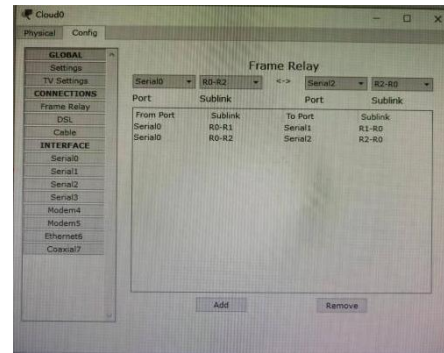 Cloud0
Physical Config
GLOBAL
Settings
TV Settings
CONNECTIONS
Frame Relay
DSL
Cable
INTERFACE
Serial0
Serial1
Serial2
Serial3
Modem4
Modem5
Ethernet6
Coaxial7
Frame Relay
Serial0 R0-R2 <-> Serial2 R2-R0
Port Sublink Port Sublink
From Port Sublink To Port Sublink
Serial0 R0-R1 Serial1 R1-R0
Serial0 R0-R2 Serial2 R2-R0
Add Remove